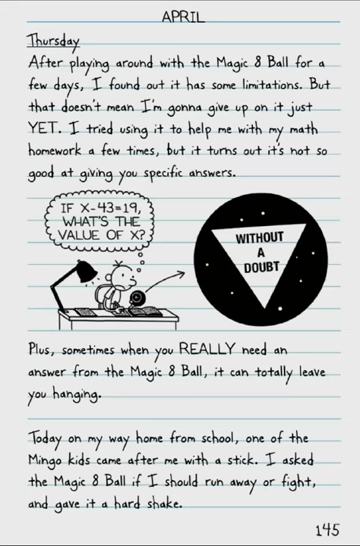 APRIL
Thursday
After playing around with the Magic 8 Ball for a
few days, I found out it has some limitations. But
that doesn't mean I'm gonna give up on it just
YET. I tried using it to help me with my math
homework a few times, but it turns out it's not so
good at giving you specific answers.
IF X-43=19,
WHAT'S THE
VALUE OF X?
WITHOUT
A
DOUBT
Plus, sometimes when you REALLY need an
answer from the Magic 8 Ball, it can totally leave
you hanging.
Today on my way home from school, one of the
Mingo kids came after me with a stick. I asked
the Magic 8 Ball if I should run away or fight,
and gave it a hard shake.
145